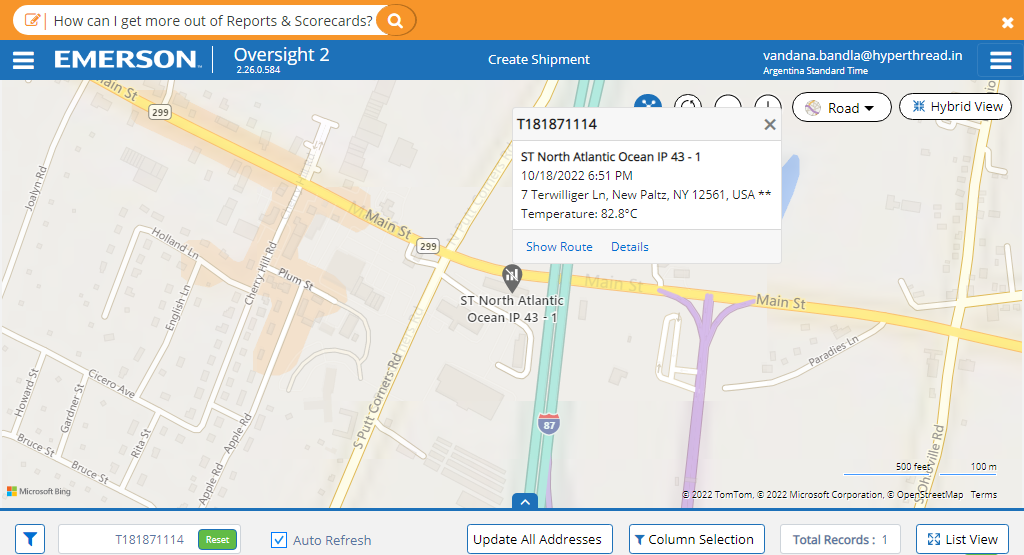 How can I get more out of Reports & Scorecards?
EMERSON
Oversight 2
2.26.0.584
Create Shipment
vandana.bandla@hyperthread.in
Argentina Standard Time
Road
Hybrid View
T181871114
ST North Atlantic Ocean IP 43 - 1
10/18/2022 6:51 PM
7 Terwilliger Ln, New Paltz, NY 12561, USA **
Temperature: 82.8°C
Show Route
Details
Main St
299
Joalyn Rd
Main St
299
Holland Ln
Cherry Hill Rd
Plum St
English Ln
Main St
ST North Atlantic
Ocean IP 43 - 1
Main St
Paradies Ln
S Putt Corners Rd
Howard St
Cicero Ave
Gardner St
Rita St
Apple Rd
Bruce St
Bruce St
Apple Rd
87
S Ohioville Rd
500 feet
100 m
Microsoft Bing
© 2022 TomTom, © 2022 Microsoft Corporation, © OpenStreetMap
Terms
T181871114
Reset
Auto Refresh
Update All Addresses
Column Selection
Total Records : 1
List View